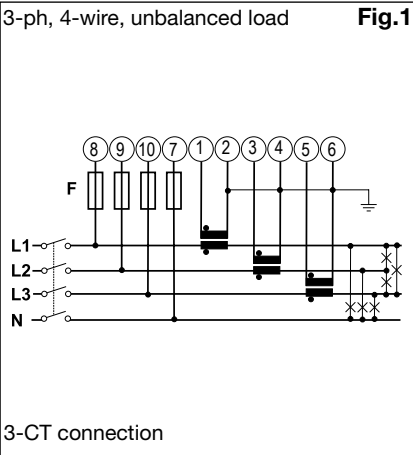 3-ph, 4-wire, unbalanced load Fig.1
8 9 10 7 1 2 3 4 5 6
F
L1
L2
L3
N
3-CT connection